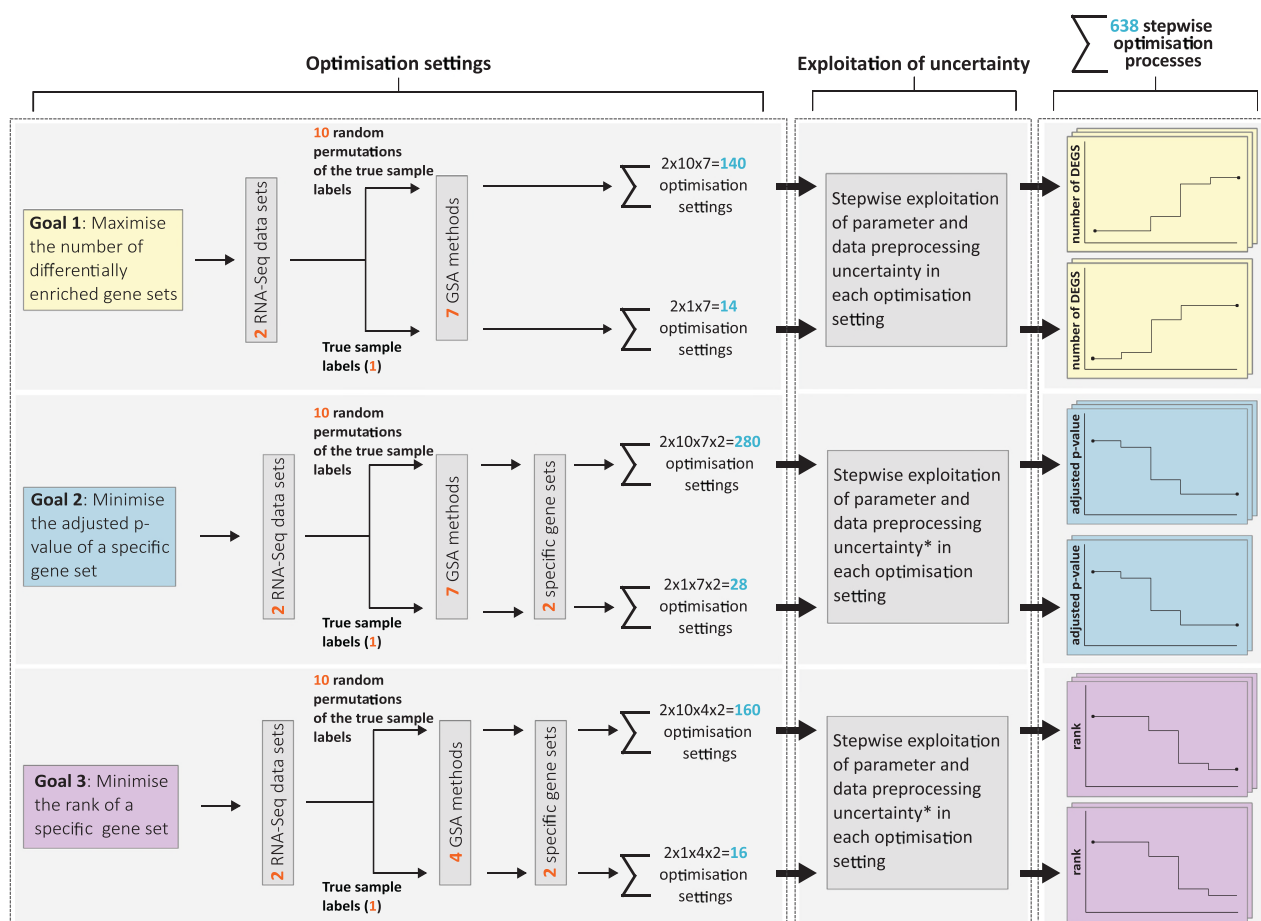 Optimisation settings
Exploitation of uncertainty
∑ 638 stepwise
optimisation
processes
Goal 1: Maximise
the number of
differentially
enriched gene sets
2 RNA-Seq data sets
10 random
permutations
of the true sample
labels
True sample
labels (1)
7 GSA methods
∑ 2x10x7=140
optimisation
settings
∑ 2x1x7=14
optimisation
settings
Stepwise exploitation
of parameter and
data preprocessing
uncertainty in
each optimisation
setting
number of DEGS
number of DEGS
Goal 2: Minimise
the adjusted p-
value of a specific
gene set
2 RNA-Seq data sets
10 random
permutations
of the true sample
labels
True sample
labels (1)
7 GSA methods
2 specific gene sets
∑ 2x10x7x2=280
optimisation
settings
∑ 2x1x7x2=28
optimisation
settings
Stepwise exploitation
of parameter and
data preprocessing
uncertainty* in
each optimisation
setting
adjusted p-value
adjusted p-value
Goal 3: Minimise
the rank of a
specific gene set
2 RNA-Seq data sets
10 random
permutations
of the true sample
labels
True sample
labels (1)
4 GSA methods
2 specific gene sets
∑ 2x10x4x2=160
optimisation
settings
∑ 2x1x4x2=16
optimisation
settings
Stepwise exploitation
of parameter and
data preprocessing
uncertainty* in
each optimisation
setting
rank
rank